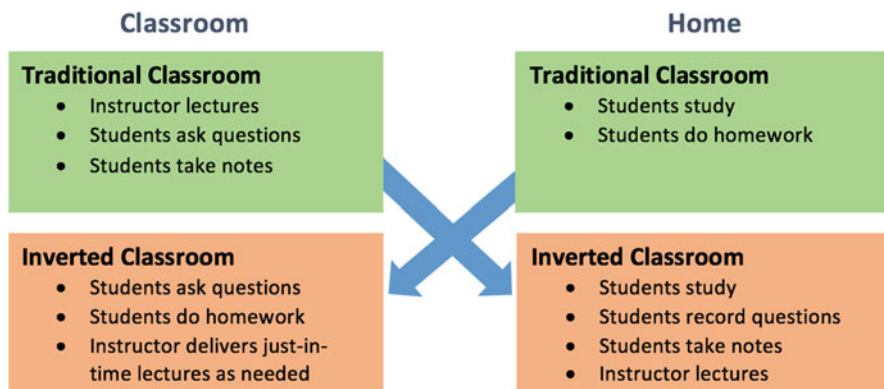 Classroom
Home
Traditional Classroom
• Instructor lectures
• Students ask questions
• Students take notes
Traditional Classroom
• Students study
• Students do homework
Inverted Classroom
• Students ask questions
• Students do homework
• Instructor delivers just-in-
time lectures as needed
Inverted Classroom
• Students study
• Students record questions
• Students take notes
• Instructor lectures